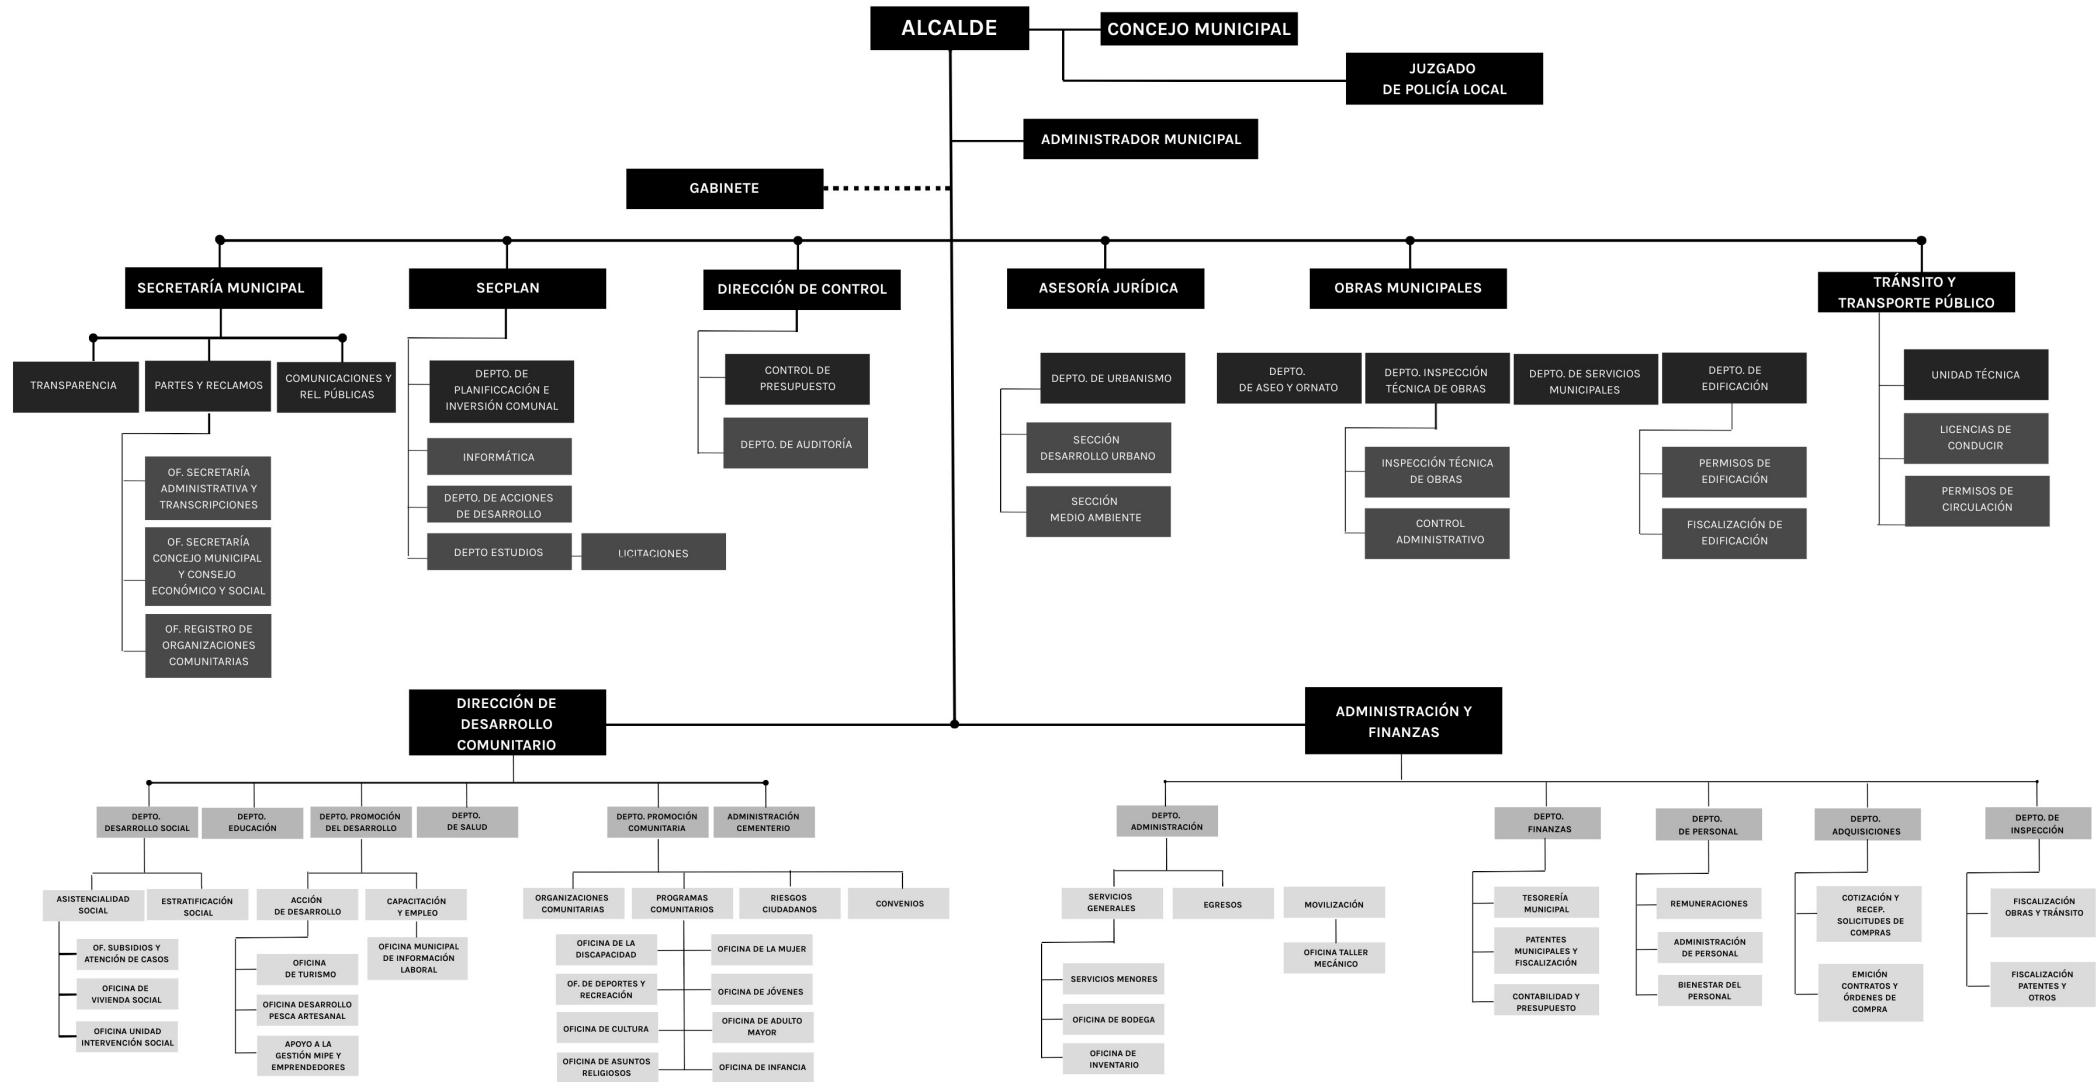 ALCALDE
CONCEJO MUNICIPAL
JUZGADO
DE POLICÍA LOCAL
ADMINISTRADOR MUNICIPAL
GABINETE
SECRETARÍA MUNICIPAL
SECPLAN
DIRECCIÓN DE CONTROL
ASESORÍA JURÍDICA
OBRAS MUNICIPALES
TRÁNSITO Y
TRANSPORTE PÚBLICO
TRANSPARENCIA
PARTES Y RECLAMOS
COMUNICACIONES Y
REL. PÚBLICAS
OF. SECRETARÍA
ADMINISTRATIVA Y
TRANSCRIPCIONES
OF. SECRETARÍA
CONCEJO MUNICIPAL
Y CONSEJO
ECONÓMICO Y SOCIAL
OF. REGISTRO DE
ORGANIZACIONES
COMUNITARIAS
DEPTO. DE
PLANIFICCACIÓN E
INVERSIÓN COMUNAL
INFORMÁTICA
DEPTO. DE ACCIONES
DE DESARROLLO
DEPTO ESTUDIOS
LICITACIONES
CONTROL DE
PRESUPUESTO
DEPTO. DE AUDITORÍA
DEPTO. DE URBANISMO
SECCIÓN
DESARROLLO URBANO
SECCIÓN
MEDIO AMBIENTE
DEPTO.
DE ASEO Y ORNATO
DEPTO. INSPECCIÓN
TÉCNICA DE OBRAS
DEPTO. DE SERVICIOS
MUNICIPALES
DEPTO. DE
EDIFICACIÓN
INSPECCIÓN TÉCNICA
DE OBRAS
CONTROL
ADMINISTRATIVO
PERMISOS DE
EDIFICACIÓN
FISCALIZACIÓN DE
EDIFICACIÓN
UNIDAD TÉCNICA
LICENCIAS DE
CONDUCIR
PERMISOS DE
CIRCULACIÓN
DIRECCIÓN DE
DESARROLLO
COMUNITARIO
ADMINISTRACIÓN Y
FINANZAS
DEPTO.
DESARROLLO SOCIAL
DEPTO.
EDUCACIÓN
DEPTO. PROMOCIÓN
DEL DESARROLLO
DEPTO.
DE SALUD
DEPTO. PROMOCIÓN
COMUNITARIA
ADMINISTRACIÓN
CEMENTERIO
ASISTENCIALIDAD
SOCIAL
ESTRATIFICACIÓN
SOCIAL
OF. SUBSIDIOS Y
ATENCIÓN DE CASOS
OFICINA DE
VIVIENDA SOCIAL
OFICINA UNIDAD
INTERVENCIÓN SOCIAL
ACCIÓN
DE DESARROLLO
CAPACITACIÓN
Y EMPLEO
OFICINA
DE TURISMO
OFICINA DESARROLLO
PESCA ARTESANAL
APOYO A LA
GESTIÓN MIPE Y
EMPRENDEDORES
OFICINA MUNICIPAL
DE INFORMACIÓN
LABORAL
ORGANIZACIONES
COMUNITARIAS
PROGRAMAS
COMUNITARIOS
RIESGOS
CIUDADANOS
CONVENIOS
OFICINA DE LA
DISCAPACIDAD
OFICINA DE LA MUJER
OF. DE DEPORTES Y
RECREACIÓN
OFICINA DE JÓVENES
OFICINA DE CULTURA
OFICINA DE ADULTO
MAYOR
OFICINA DE ASUNTOS
RELIGIOSOS
OFICINA DE INFANCIA
DEPTO.
ADMINISTRACIÓN
DEPTO.
FINANZAS
DEPTO.
DE PERSONAL
DEPTO.
ADQUISICIONES
DEPTO. DE
INSPECCIÓN
SERVICIOS
GENERALES
EGRESOS
MOVILIZACIÓN
SERVICIOS MENORES
OFICINA DE BODEGA
OFICINA DE
INVENTARIO
OFICINA TALLER
MECÁNICO
TESORERÍA
MUNICIPAL
PATENTES
MUNICIPALES Y
FISCALIZACIÓN
CONTABILIDAD Y
PRESUPUESTO
REMUNERACIONES
ADMINISTRACIÓN
DE PERSONAL
BIENESTAR DEL
PERSONAL
COTIZACIÓN Y
RECEP.
SOLICITUDES DE
COMPRAS
EMICIÓN
CONTRATOS Y
ÓRDENES DE
COMPRA
FISCALIZACIÓN
OBRAS Y TRÁNSITO
FISCALIZACIÓN
PATENTES Y
OTROS